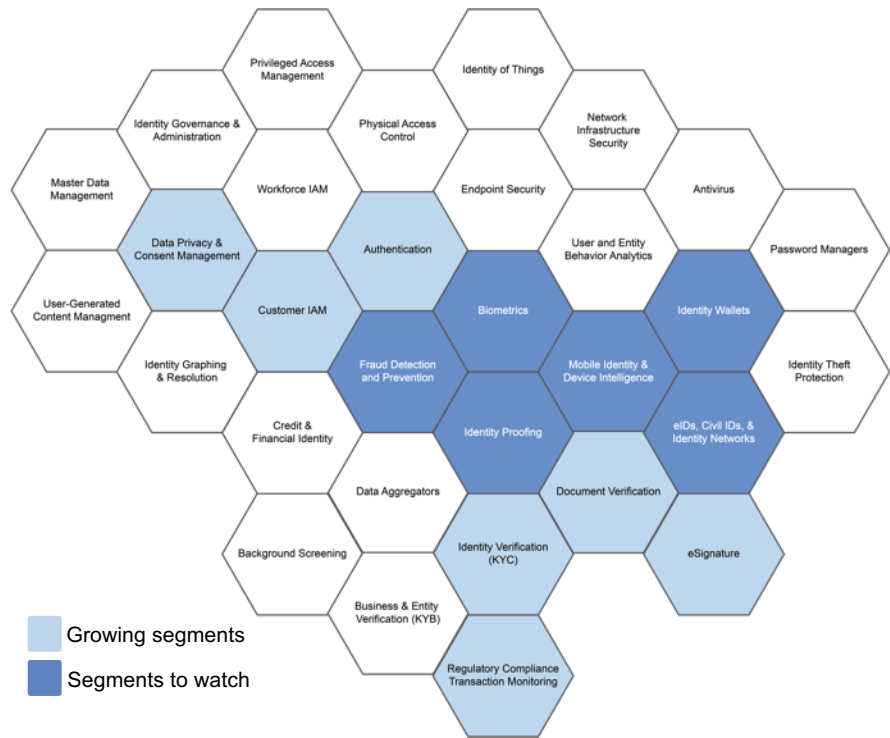 Privileged Access
Management
Identity of Things
Identity Governance &
Administration
Physical Access
Control
Network
Infrastructure
Security
Master Data
Management
Workforce IAM
Endpoint Security
Antivirus
Data Privacy &
Consent Management
Authentication
User and Entity
Behavior Analytics
Password Managers
User-Generated
Content Managment
Customer IAM
Biometrics
Identity Wallets
Identity Graphing
& Resolution
Fraud Detection
and Prevention
Mobile Identity &
Device Intelligence
Identity Theft
Protection
Credit &
Financial Identity
Identity Proofing
eIDs, Civil IDs, &
Identity Networks
Data Aggregators
Document Verification
Background Screening
Identity Verification
(KYC)
eSignature
Business & Entity
Verification (KYB)
Regulatory Compliance
Transaction Monitoring
Growing segments
Segments to watch